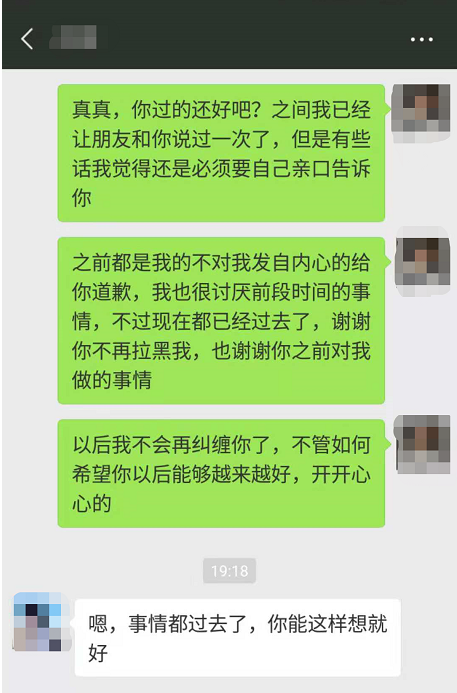 真真，你过的还好吧？之间我已经
让朋友和你说过一次了，但是有些
话我觉得还是必须要自己亲口告诉
你
之前都是我的不对我发自内心的给
你道歉，我也很讨厌前段时间的事
情，不过现在都已经过去了，谢谢
你不再拉黑我，也谢谢你之前对我
做的事情
以后我不会再纠缠你了，不管如何
希望你以后能够越来越好，开开心
心的
19:18
嗯，事情都过去了，你能这样想就
好